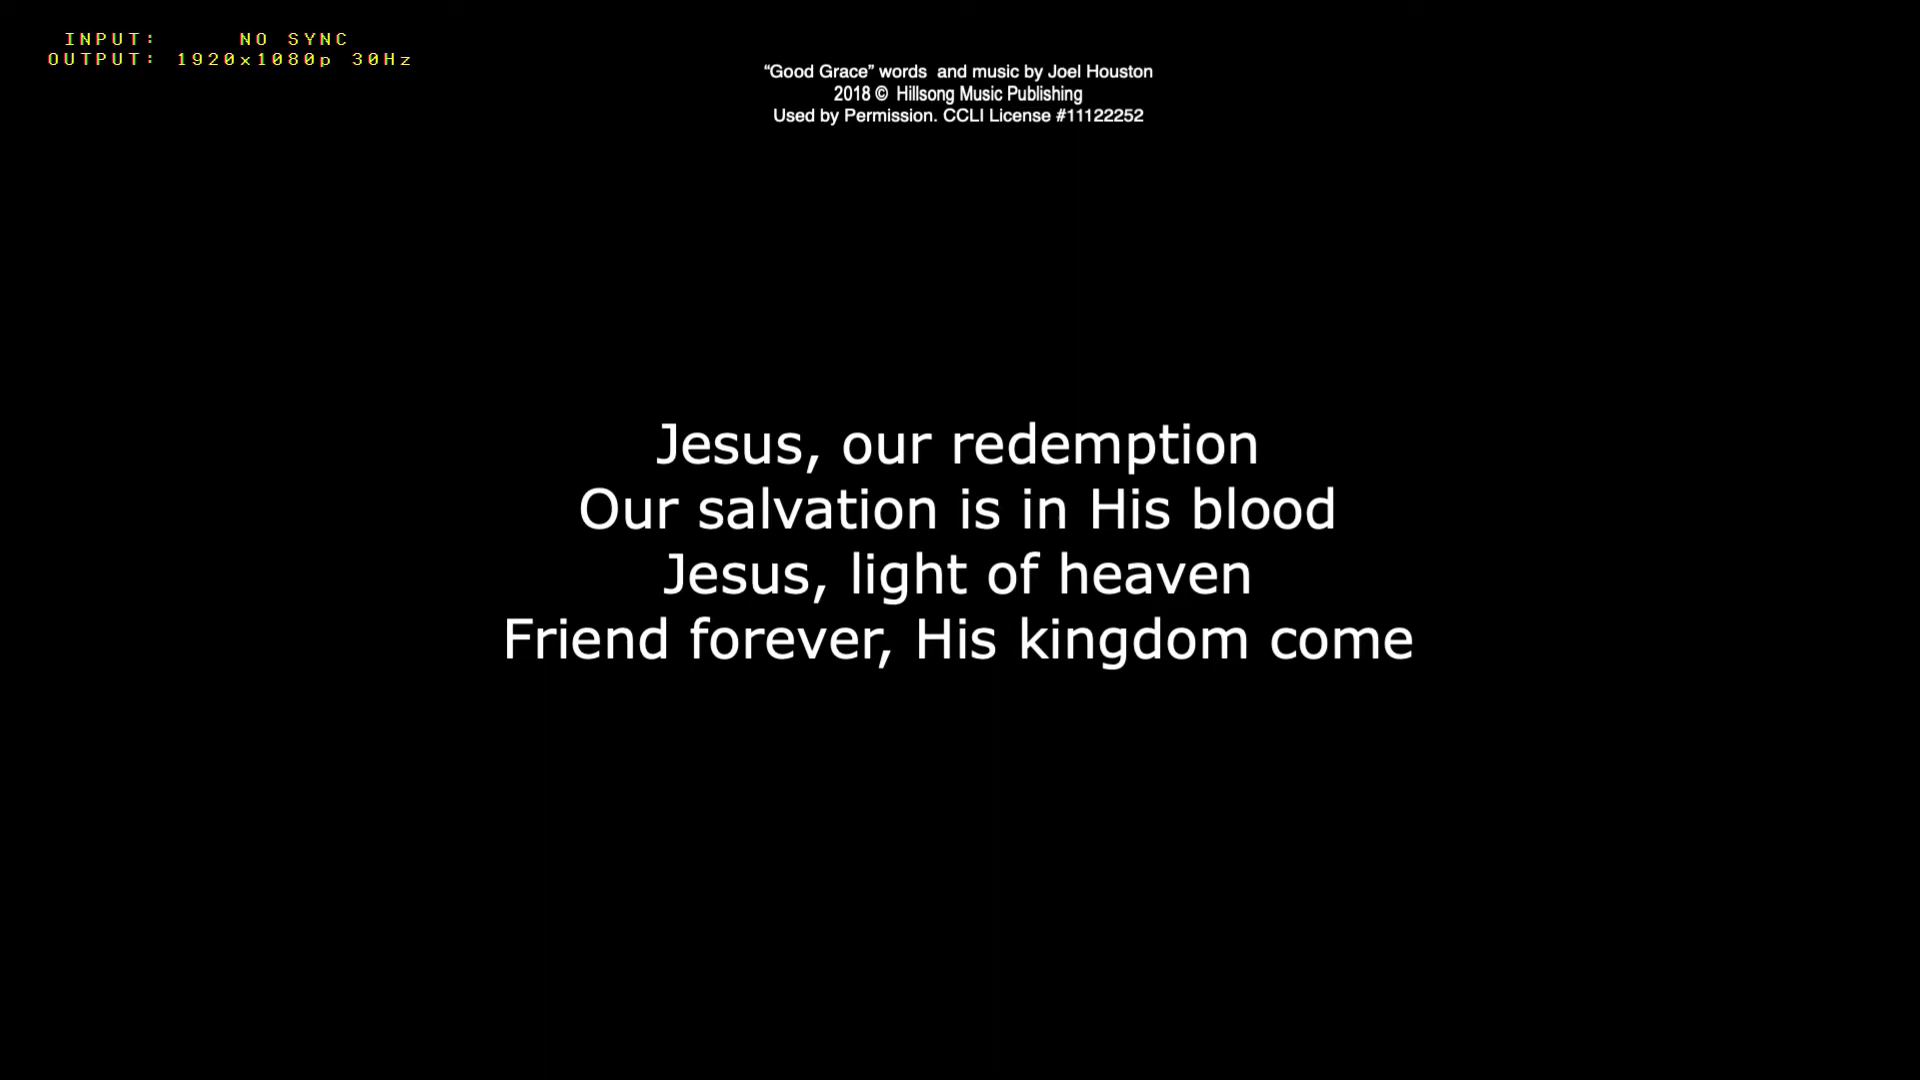 INPUT: NO SYNC
OUTPUT: 1920x1080p 30Hz
“Good Grace” words  and music by Joel Houston
2018 ©  Hillsong Music Publishing
Used by Permission. CCLI License #11122252
Jesus, our redemption
Our salvation is in His blood
Jesus, light of heaven
Friend forever, His kingdom come